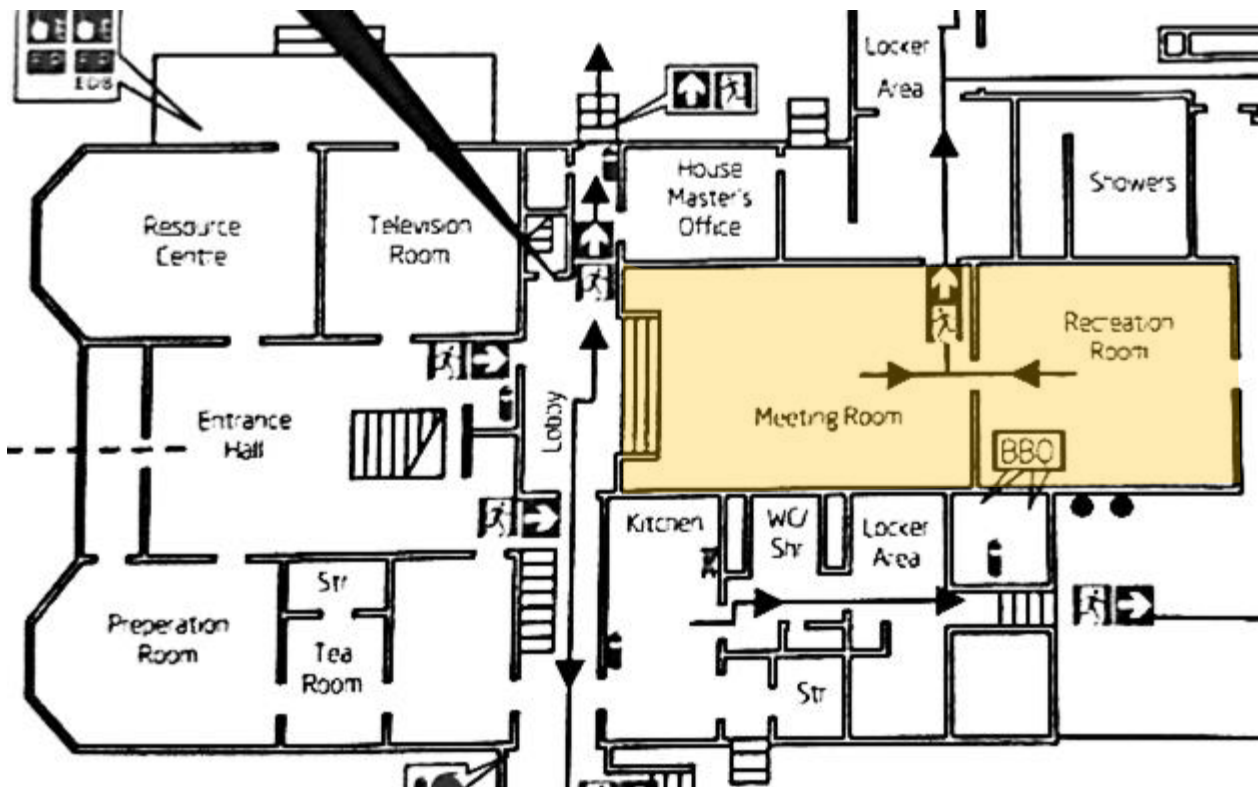 108
Locker
Area
House
Master's
Office
Showers
Resource
Centre
Television
Room
Recreation
Room
Entrance
Hall
Lobby
Meeting Room
BBQ
Kitchen
WC/
Shr
Locker
Area
Str
Preperation
Room
Tea
Room
Str